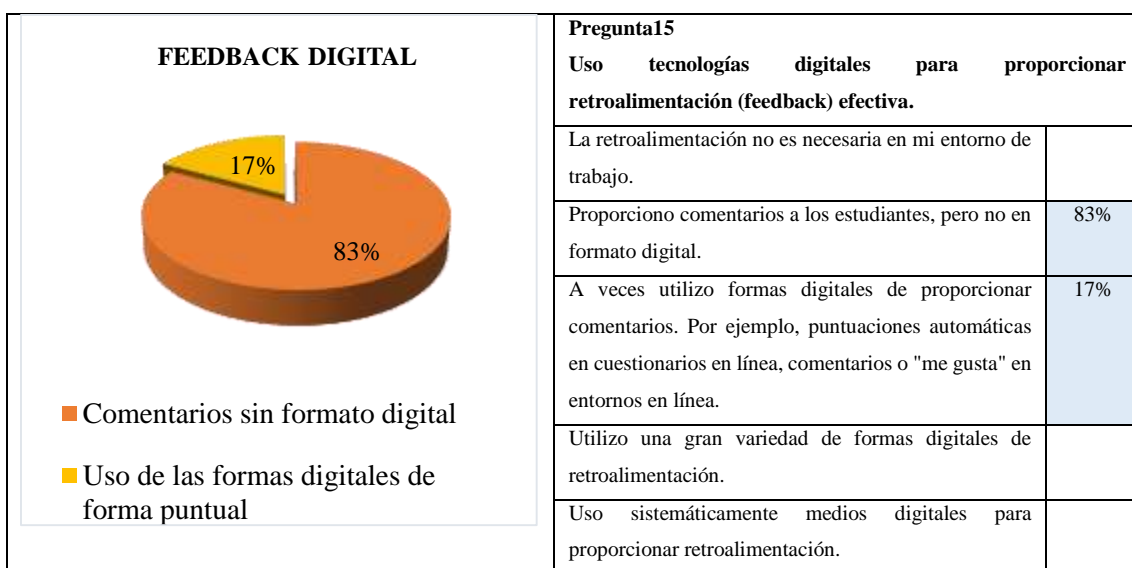 FEEDBACK DIGITAL
17%
83%
Comentarios sin formato digital
Uso de las formas digitales de
forma puntual
Pregunta15
Uso tecnologías digitales para proporcionar
retroalimentación (feedback) efectiva.
La retroalimentación no es necesaria en mi entorno de
trabajo.
Proporciono comentarios a los estudiantes, pero no en
formato digital.
83%
A veces utilizo formas digitales de proporcionar
comentarios. Por ejemplo, puntuaciones automáticas
en cuestionarios en línea, comentarios o "me gusta" en
entornos en línea.
17%
Utilizo una gran variedad de formas digitales de
retroalimentación.
Uso sistemáticamente medios digitales para
proporcionar retroalimentación.